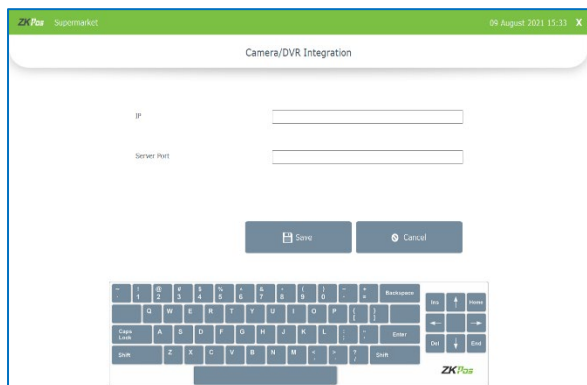 ZKPos Supermarket 09 August 2021 15:33 X
Camera/DVR Integration
IP
Server Port
Save Cancel
~ ! @ # $ % ^ & * ( ) _ + Backspace
` 1 2 3 4 5 6 7 8 9 0 - =
Q W E R T Y U I O P { }
[ ]
Ins Home
Caps Lock A S D F G H J K L : " Enter
; '
Shift Z X C V B N M < > ? Shift
, . /
Del End
ZKPos